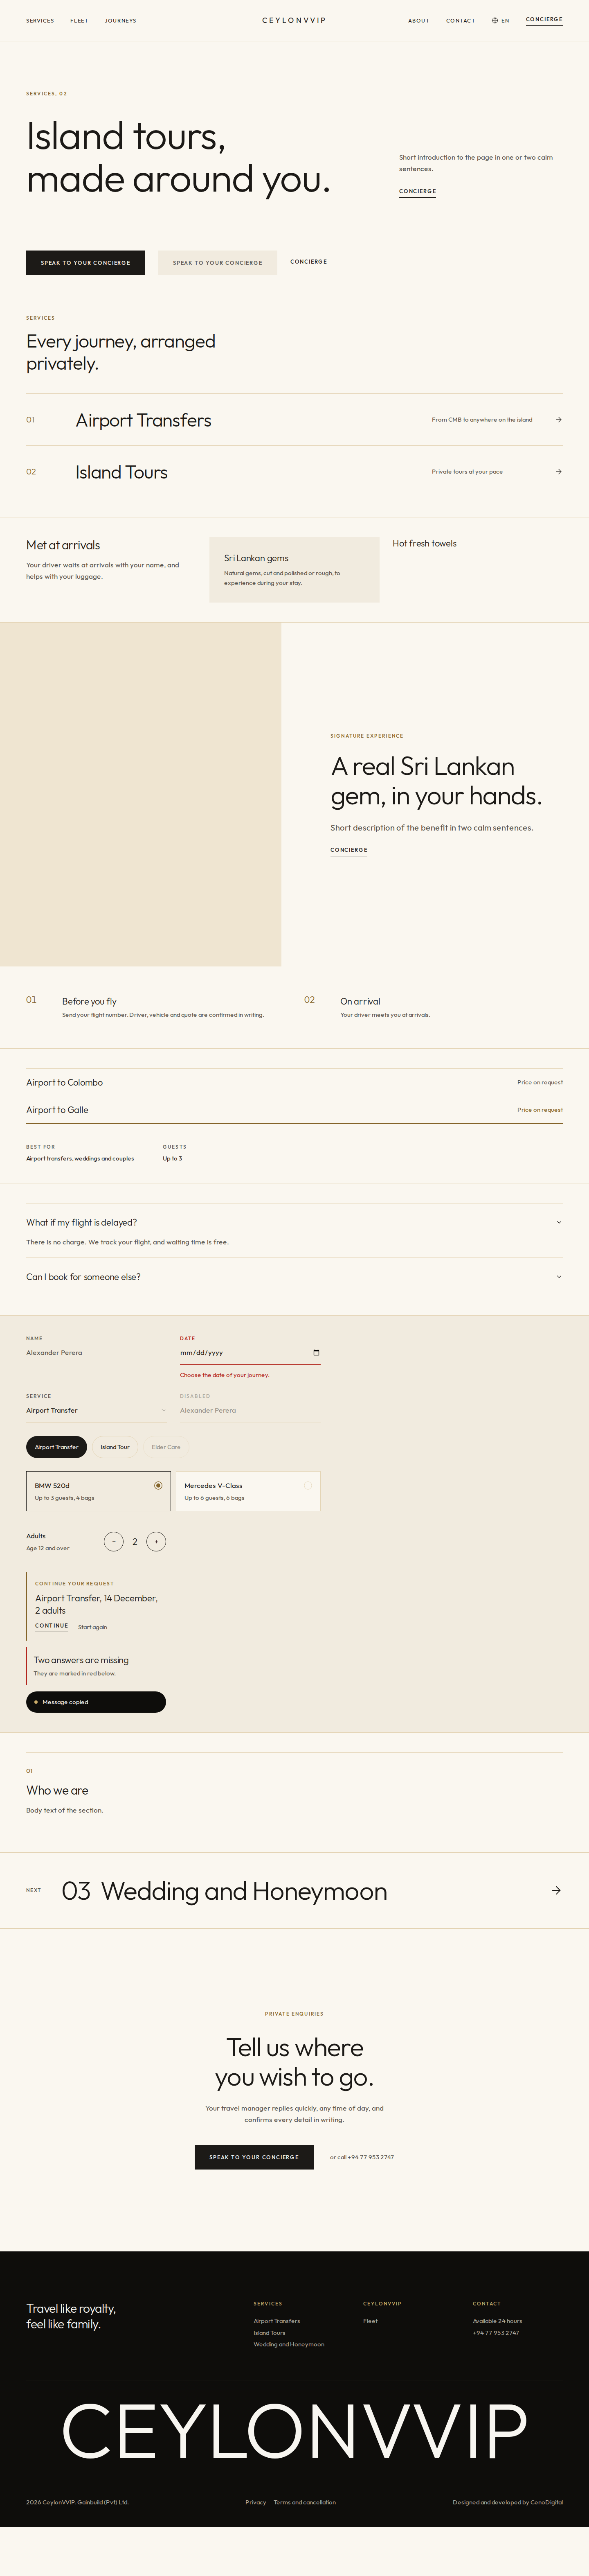 SERVICES
FLEET
JOURNEYS
CEYLONVVIP
ABOUT
CONTACT
EN
CONCIERGE
SERVICES, 02
Island tours,
made around you.
Short introduction to the page in one or two calm
sentences.
CONCIERGE
SPEAK TO YOUR CONCIERGE
SPEAK TO YOUR CONCIERGE
CONCIERGE
SERVICES
Every journey, arranged
privately.
01
Airport Transfers
From CMB to anywhere on the island
02
Island Tours
Private tours at your pace
Met at arrivals
Your driver waits at arrivals with your name, and
helps with your luggage.
Sri Lankan gems
Natural gems, cut and polished or rough, to
experience during your stay.
Hot fresh towels
SIGNATURE EXPERIENCE
A real Sri Lankan
gem, in your hands.
Short description of the benefit in two calm sentences.
CONCIERGE
01
Before you fly
Send your flight number. Driver, vehicle and quote are confirmed in writing.
02
On arrival
Your driver meets you at arrivals.
Airport to Colombo
Price on request
Airport to Galle
Price on request
BEST FOR
Airport transfers, weddings and couples
GUESTS
Up to 3
What if my flight is delayed?
There is no charge. We track your flight, and waiting time is free.
Can I book for someone else?
NAME
Alexander Perera
DATE
mm/dd/yyyy
Choose the date of your journey.
SERVICE
Airport Transfer
DISABLED
Alexander Perera
Airport Transfer
Island Tour
Elder Care
BMW 520d
Up to 3 guests, 4 bags
Mercedes V-Class
Up to 6 guests, 6 bags
Adults
Age 12 and over
− 2 +
CONTINUE YOUR REQUEST
Airport Transfer, 14 December,
2 adults
CONTINUE
Start again
Two answers are missing
They are marked in red below.
Message copied
01
Who we are
Body text of the section.
NEXT
03 Wedding and Honeymoon
PRIVATE ENQUIRIES
Tell us where
you wish to go.
Your travel manager replies quickly, any time of day, and
confirms every detail in writing.
SPEAK TO YOUR CONCIERGE
or call +94 77 953 2747
Travel like royalty,
feel like family.
SERVICES
Airport Transfers
Island Tours
Wedding and Honeymoon
CEYLONVVIP
Fleet
CONTACT
Available 24 hours
+94 77 953 2747
CEYLONVVIP
2026 CeylonVVIP. Gainbuild (Pvt) Ltd.
Privacy
Terms and cancellation
Designed and developed by CenoDigital